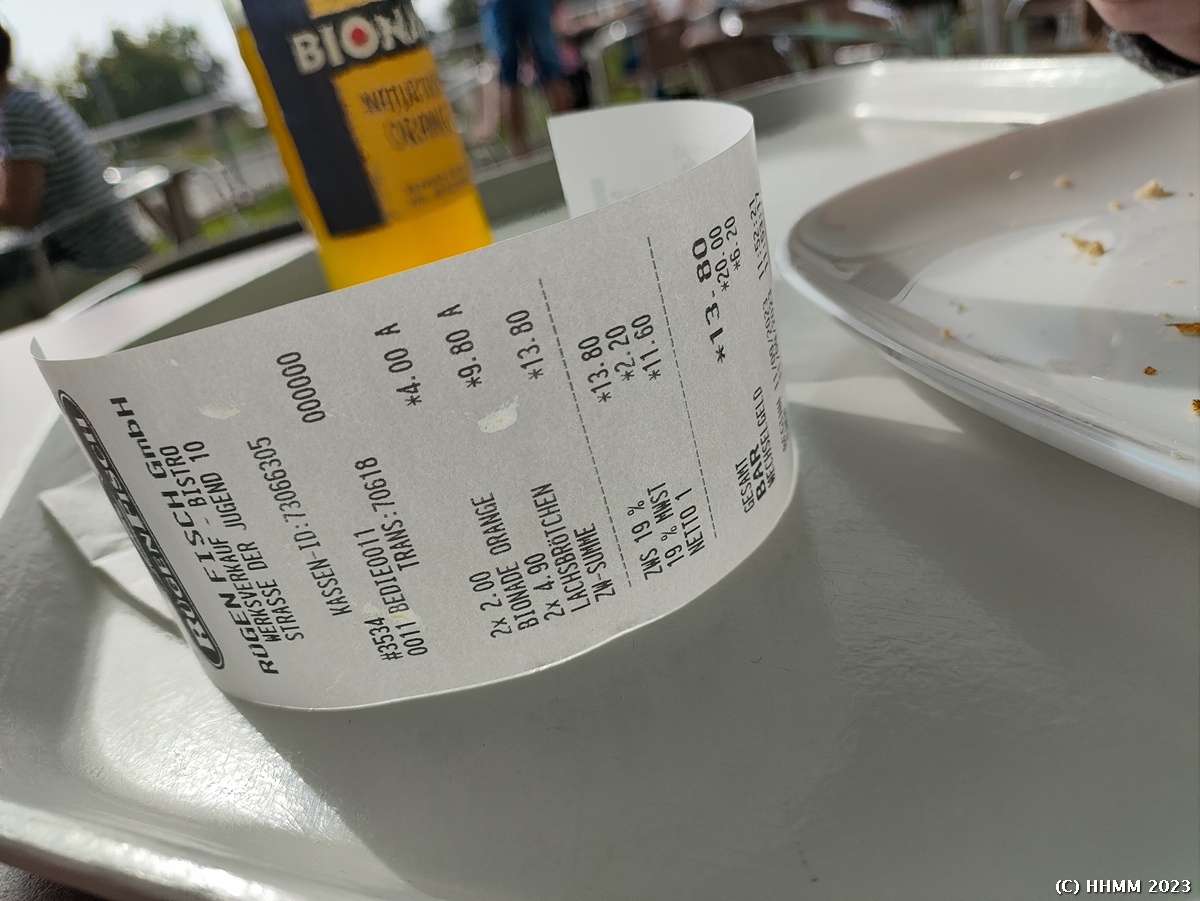 BIONA
NATURTRÜ
ORANG
RÜGEN FISCH
RÜGEN FISCH GmbH
WERKSVERKAUF - BISTRO
STRASSE DER JUGEND 10
KASSEN-ID:73066305
000000
#3534
0011 BEDIE0011 TRANS:70618
2x 2.00
BIONADE ORANGE *4.00 A
2x 4.90
LACHSBRÖTCHEN *9.80 A
ZW-SUMME *13.80
ZWS 19 % *13.80
19 % MWST *2.20
NETTO 1 *11.60
GESAMT *13.80
BAR *20.00
WECHSELGELD *6.20
(C) HHMM 2023